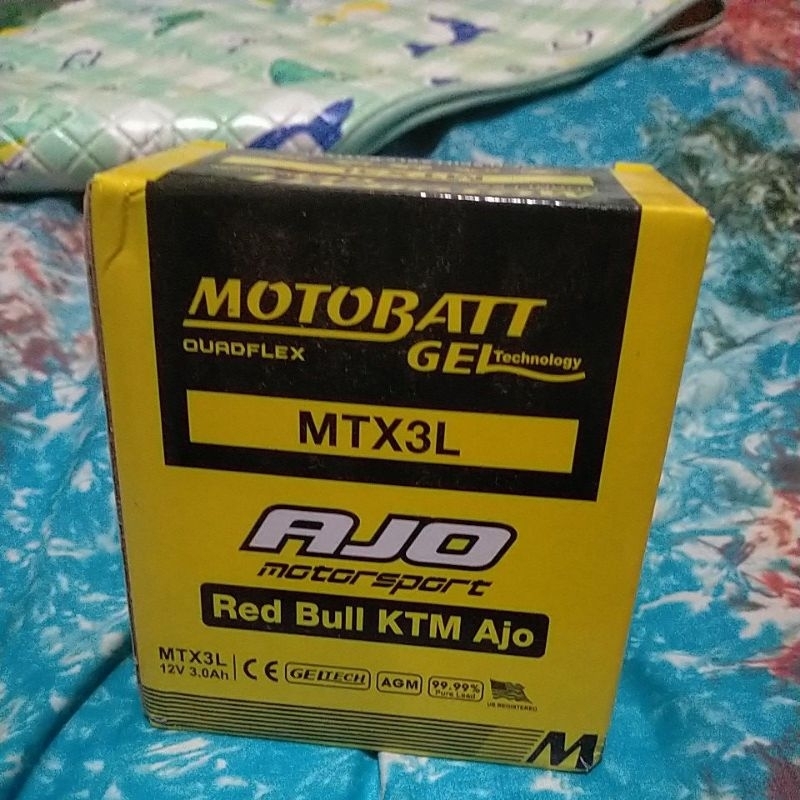 MOTOBATT
QUADFLEX
GEL Technology
MTX3L
AJO
motorsport
Red Bull KTM Ajo
MTX3L
12V 3.0Ah
CE
GELTECH
AGM
99.99%
Pure Lead
US REGISTERED
M